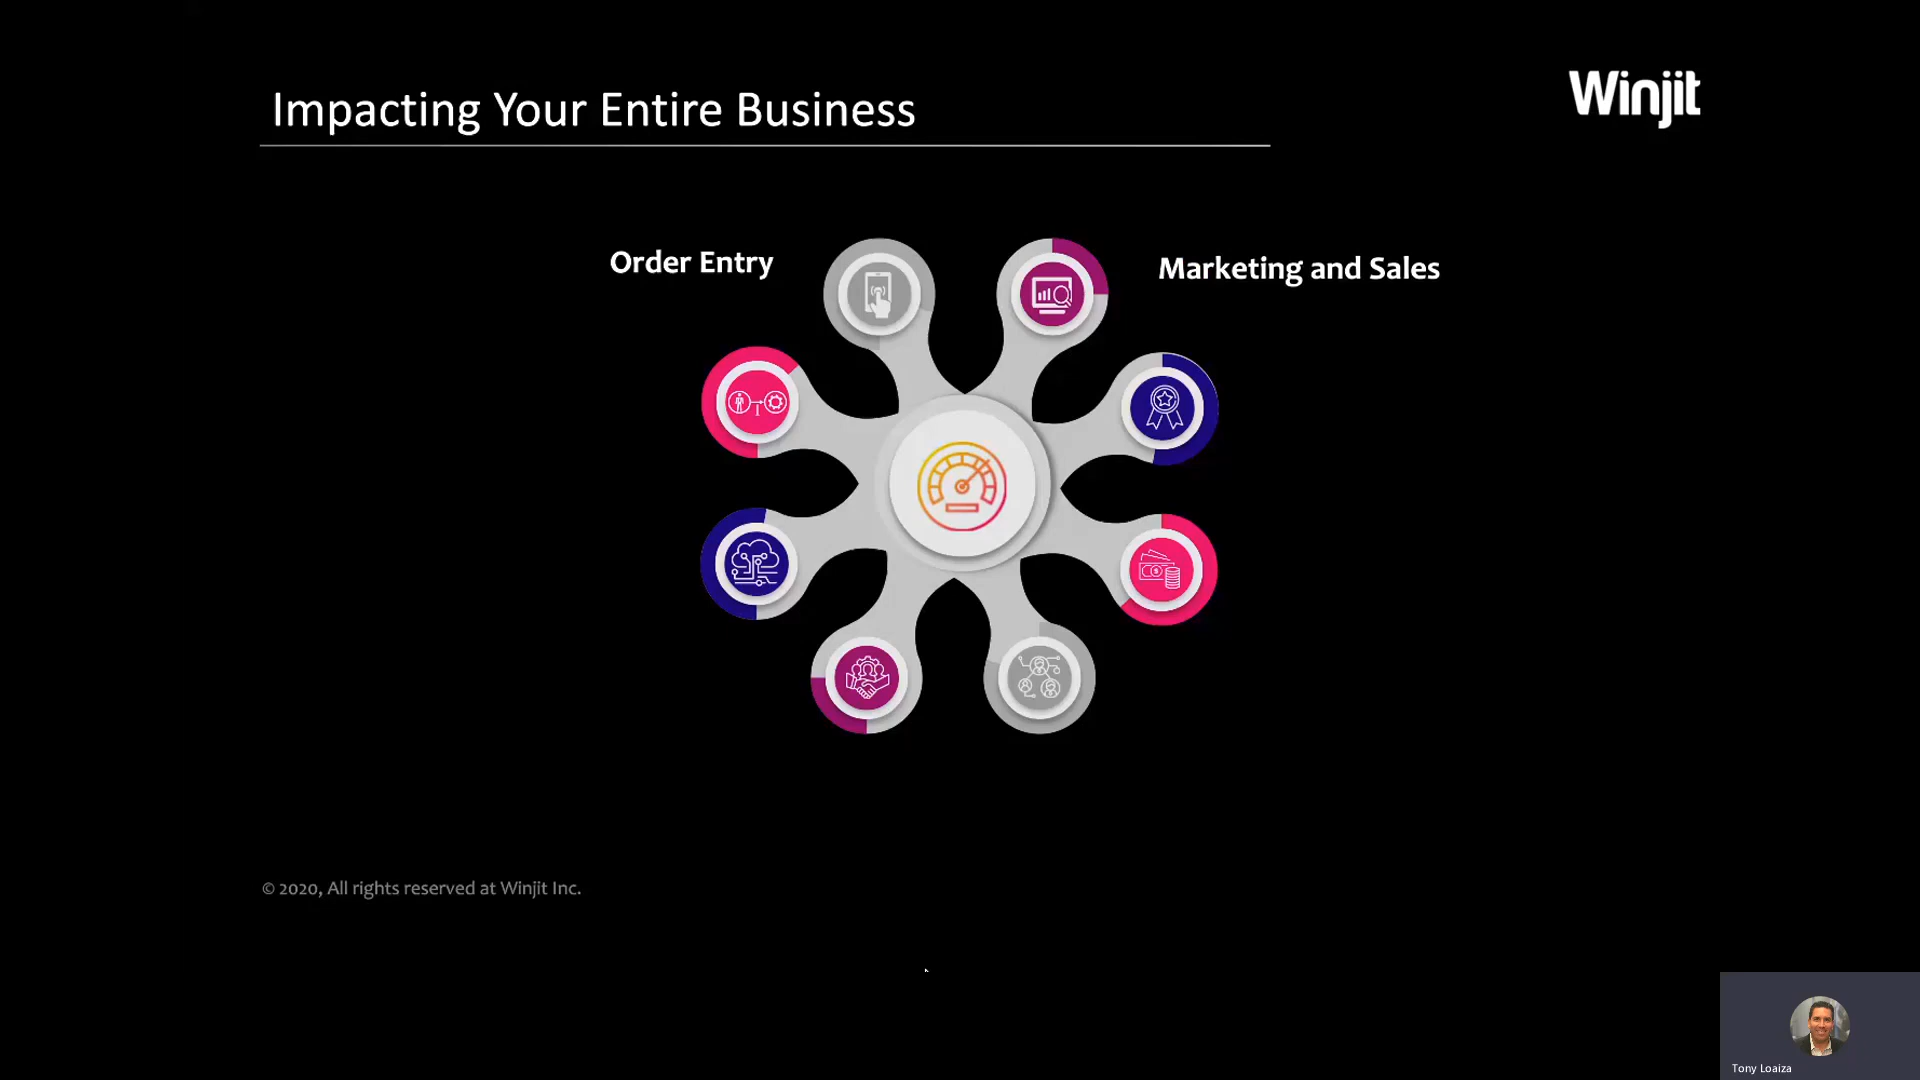 Impacting Your Entire Business
Winjit
Order Entry
Marketing and Sales
© 2020, All rights reserved at Winjit Inc.
Tony Loaiza